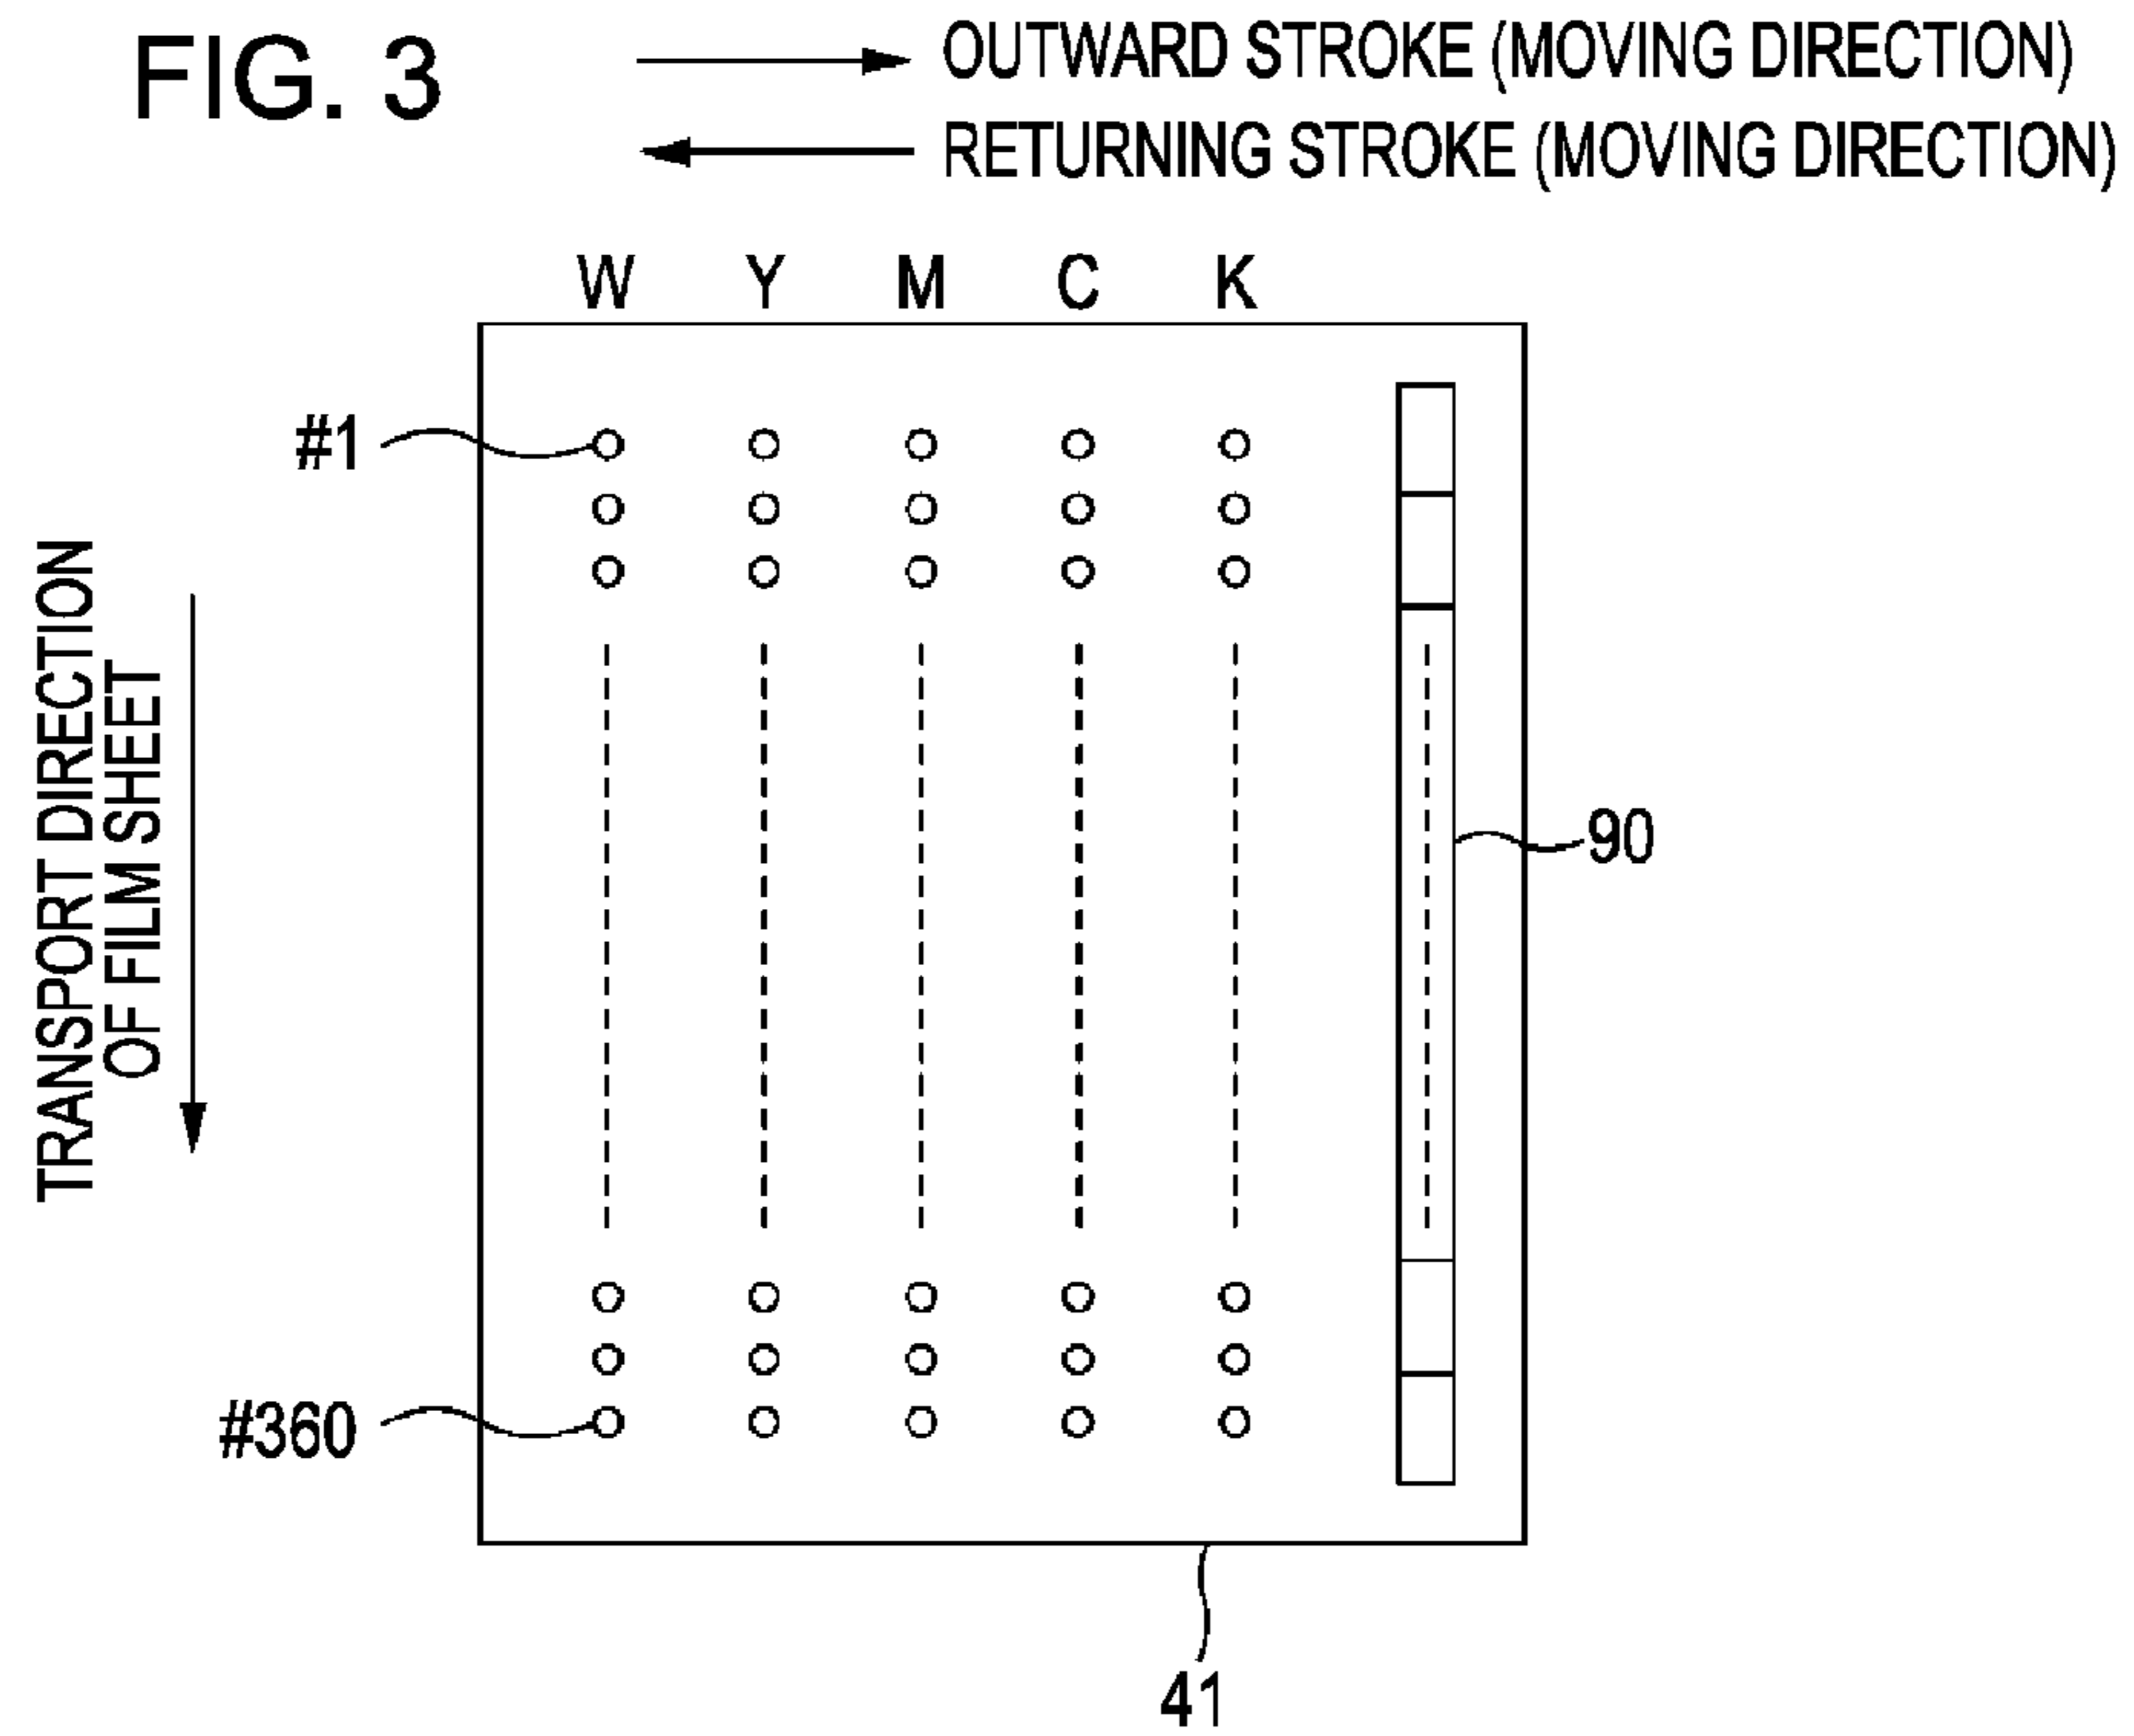 FIG. 3
OUTWARD STROKE (MOVING DIRECTION)
RETURNING STROKE (MOVING DIRECTION)
W Y M C K
#1
TRANSPORT DIRECTION
OF FILM SHEET
90
#360
41